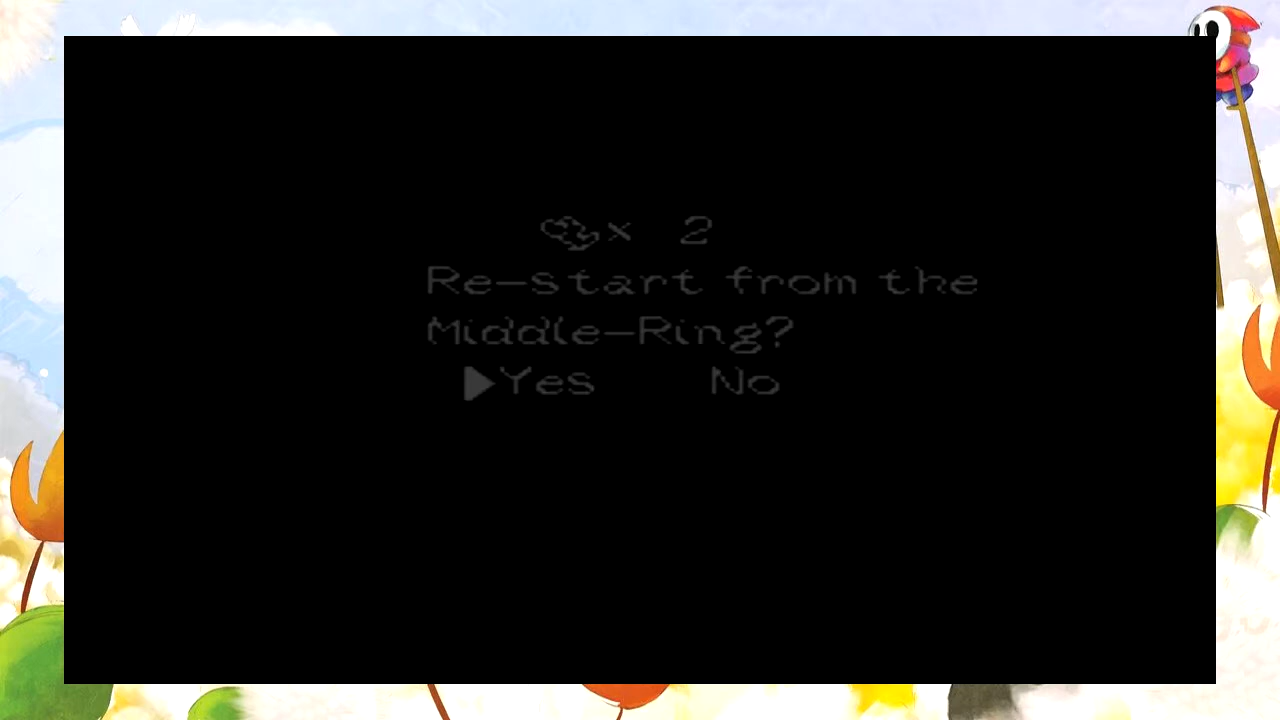 x 2
Re-Start from the
Middle-Ring?
Yes No